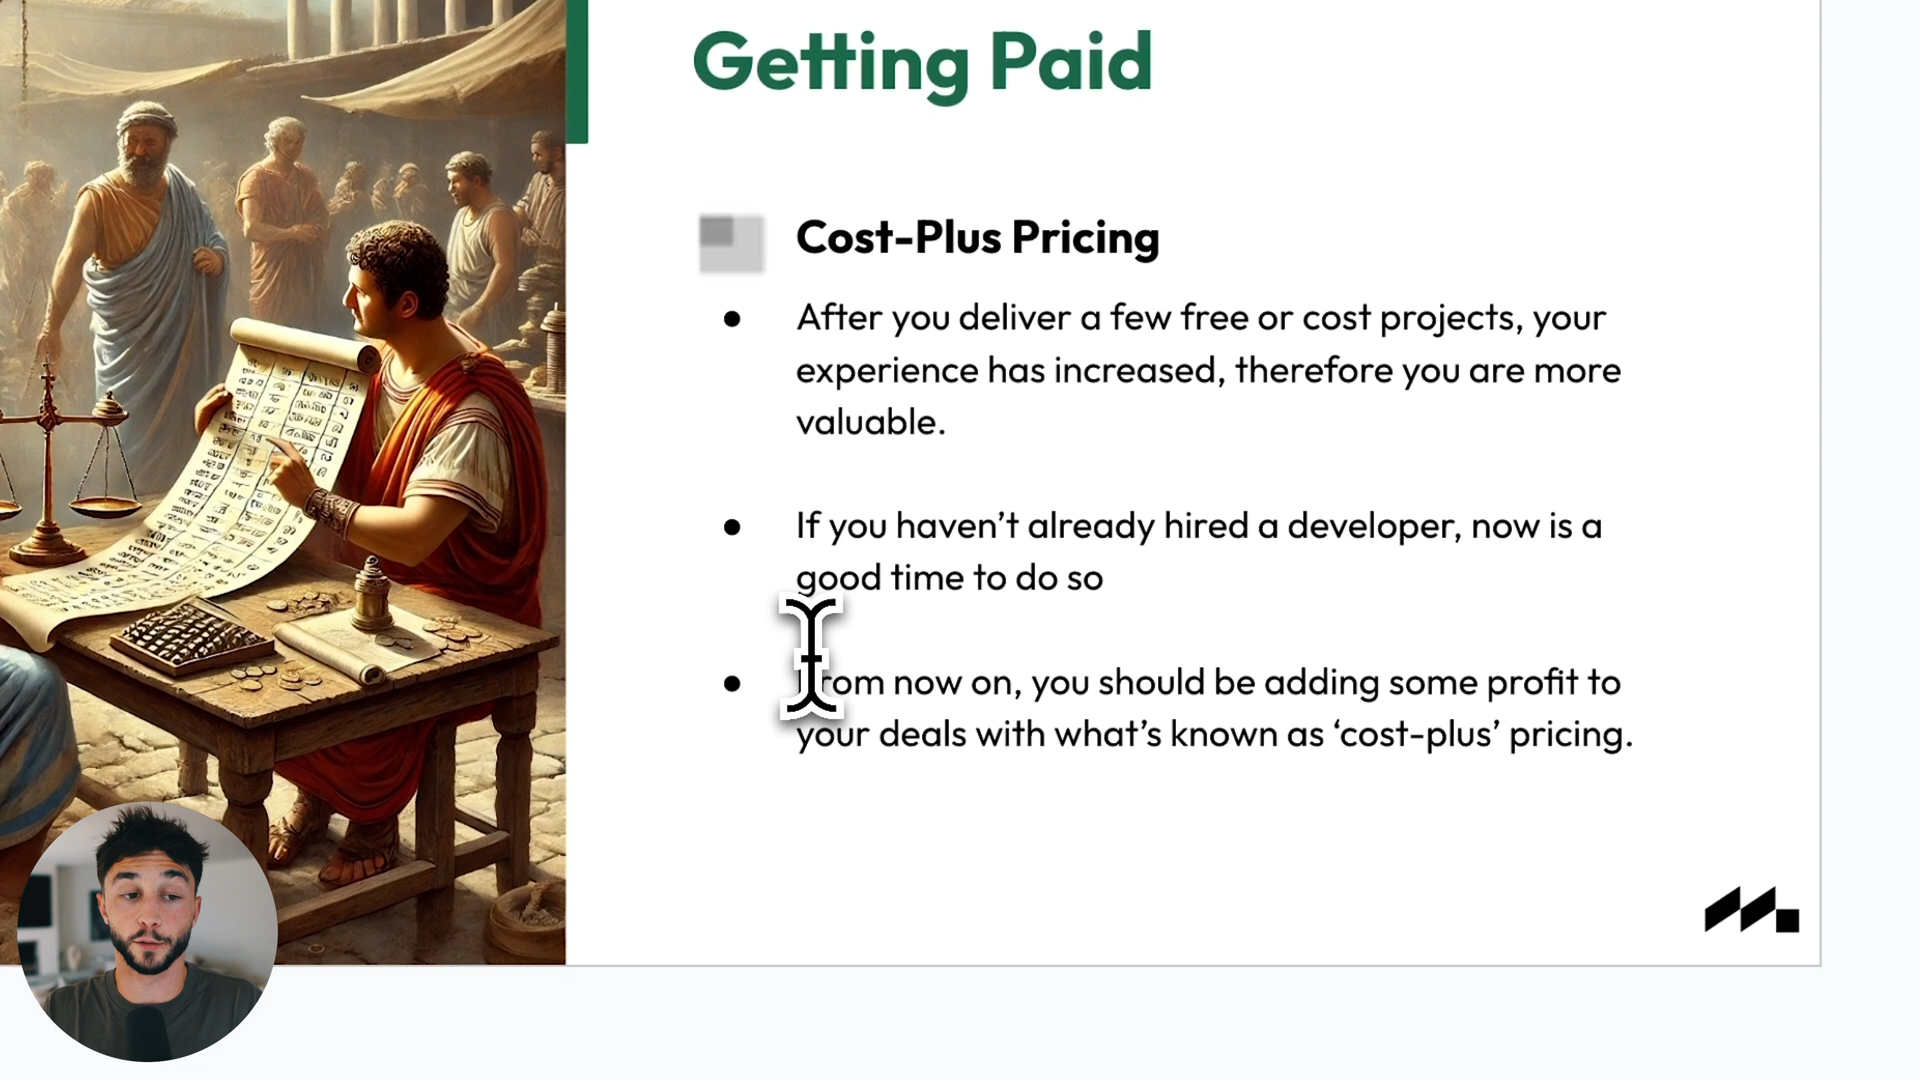 Getting Paid
Cost-Plus Pricing
● After you deliver a few free or cost projects, your
experience has increased, therefore you are more
valuable.
● If you haven’t already hired a developer, now is a
good time to do so
● From now on, you should be adding some profit to
your deals with what’s known as ‘cost-plus’ pricing.